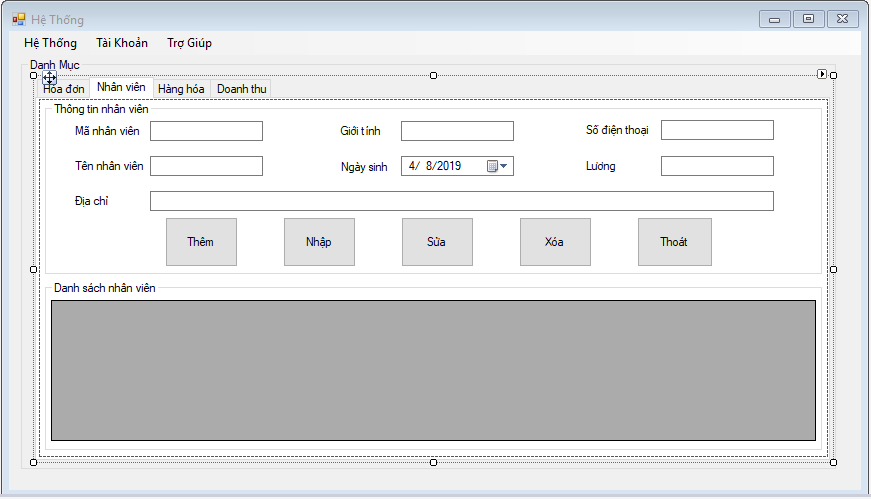 Hệ Thống
Hệ Thống Tài Khoản Trợ Giúp
Danh Mục
Hóa đơn Nhân viên Hàng hóa Doanh thu
Thông tin nhân viên
Mã nhân viên Giới tính Số điện thoại
Tên nhân viên Ngày sinh 4/ 8/2019 Lương
Địa chỉ
Thêm Nhập Sửa Xóa Thoát
Danh sách nhân viên